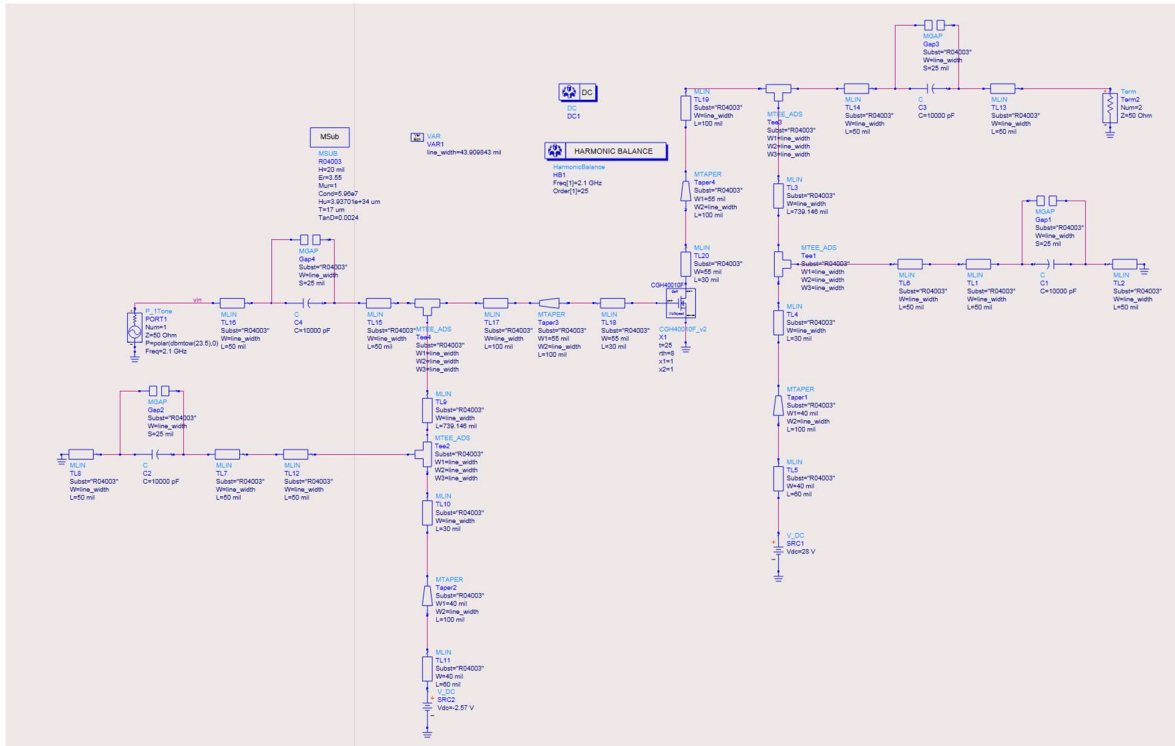 MGAP
Gap3
Subst="R04003"
W=line_width
S=25 mil
DC
DC
DC1
MLIN
TL19
Subst="R04003"
W=line_width
L=100 mil
MTEE_ADS
Tee3
Subst="R04003"
W1=line_width
W2=line_width
W3=line_width
MLIN
TL14
Subst="R04003"
W=line_width
L=50 mil
C
C3
C=10000 pF
MLIN
TL13
Subst="R04003"
W=line_width
L=50 mil
Term
Term2
Num=2
Z=50 Ohm
MSub
MSUB
R04003
H=20 mil
Er=3.55
Mur=1
Cond=5.96e7
Hu=3.93701e+34 um
T=17 um
TanD=0.0024
VAR
VAR1
line_width=43.909843 mil
HARMONIC BALANCE
HarmonicBalance
HB1
Freq[1]=2.1 GHz
Order[1]=25
MTAPER
Taper4
W1=55 mil
W2=line_width
L=100 mil
MLIN
TL3
Subst="R04003"
W=line_width
L=739.146 mil
MGAP
Gap1
Subst="R04003"
W=line_width
S=25 mil
MGAP
Gap4
Subst="R04003"
W=line_width
S=25 mil
MLIN
TL20
Subst="R04003"
W=55 mil
L=30 mil
MTEE_ADS
Tee1
Subst="R04003"
W1=line_width
W2=line_width
W3=line_width
MLIN
TL6
Subst="R04003"
W=line_width
L=50 mil
MLIN
TL1
Subst="R04003"
W=line_width
L=50 mil
C
C1
C=10000 pF
MLIN
TL2
Subst="R04003"
W=line_width
L=50 mil
vin
P_1Tone
PORT1
Num=1
Z=50 Ohm
P=polar(dbmtow(23.5),0)
Freq=2.1 GHz
MLIN
TL16
Subst="R04003"
W=line_width
L=50 mil
C
C4
C=10000 pF
MLIN
TL15
Subst="R04003"
W=line_width
L=50 mil
MTEE_ADS
Tee4
Subst="R04003"
W1=line_width
W2=line_width
W3=line_width
MLIN
TL17
Subst="R04003"
W=line_width
L=100 mil
MTAPER
Taper3
W1=55 mil
W2=line_width
L=100 mil
MLIN
TL18
Subst="R04003"
W=55 mil
L=30 mil
CGH40010F
CGH40010F_v2
X1
t=25
rth=8
x1=1
x2=1
MLIN
TL4
Subst="R04003"
W=line_width
L=30 mil
MGAP
Gap2
Subst="R04003"
W=line_width
S=25 mil
MLIN
TL9
Subst="R04003"
W=line_width
L=739.146 mil
MTAPER
Taper1
Subst="R04003"
W1=40 mil
W2=line_width
L=100 mil
MLIN
TL8
Subst="R04003"
W=line_width
L=50 mil
C
C2
C=10000 pF
MLIN
TL7
Subst="R04003"
W=line_width
L=50 mil
MLIN
TL12
Subst="R04003"
W=line_width
L=50 mil
MTEE_ADS
Tee2
Subst="R04003"
W1=line_width
W2=line_width
W3=line_width
MLIN
TL5
Subst="R04003"
W=40 mil
L=60 mil
MLIN
TL10
Subst="R04003"
W=line_width
L=30 mil
V_DC
SRC1
Vdc=28 V
MTAPER
Taper2
Subst="R04003"
W1=40 mil
W2=line_width
L=100 mil
MLIN
TL11
Subst="R04003"
W=40 mil
L=60 mil
V_DC
SRC2
Vdc=-2.57 V